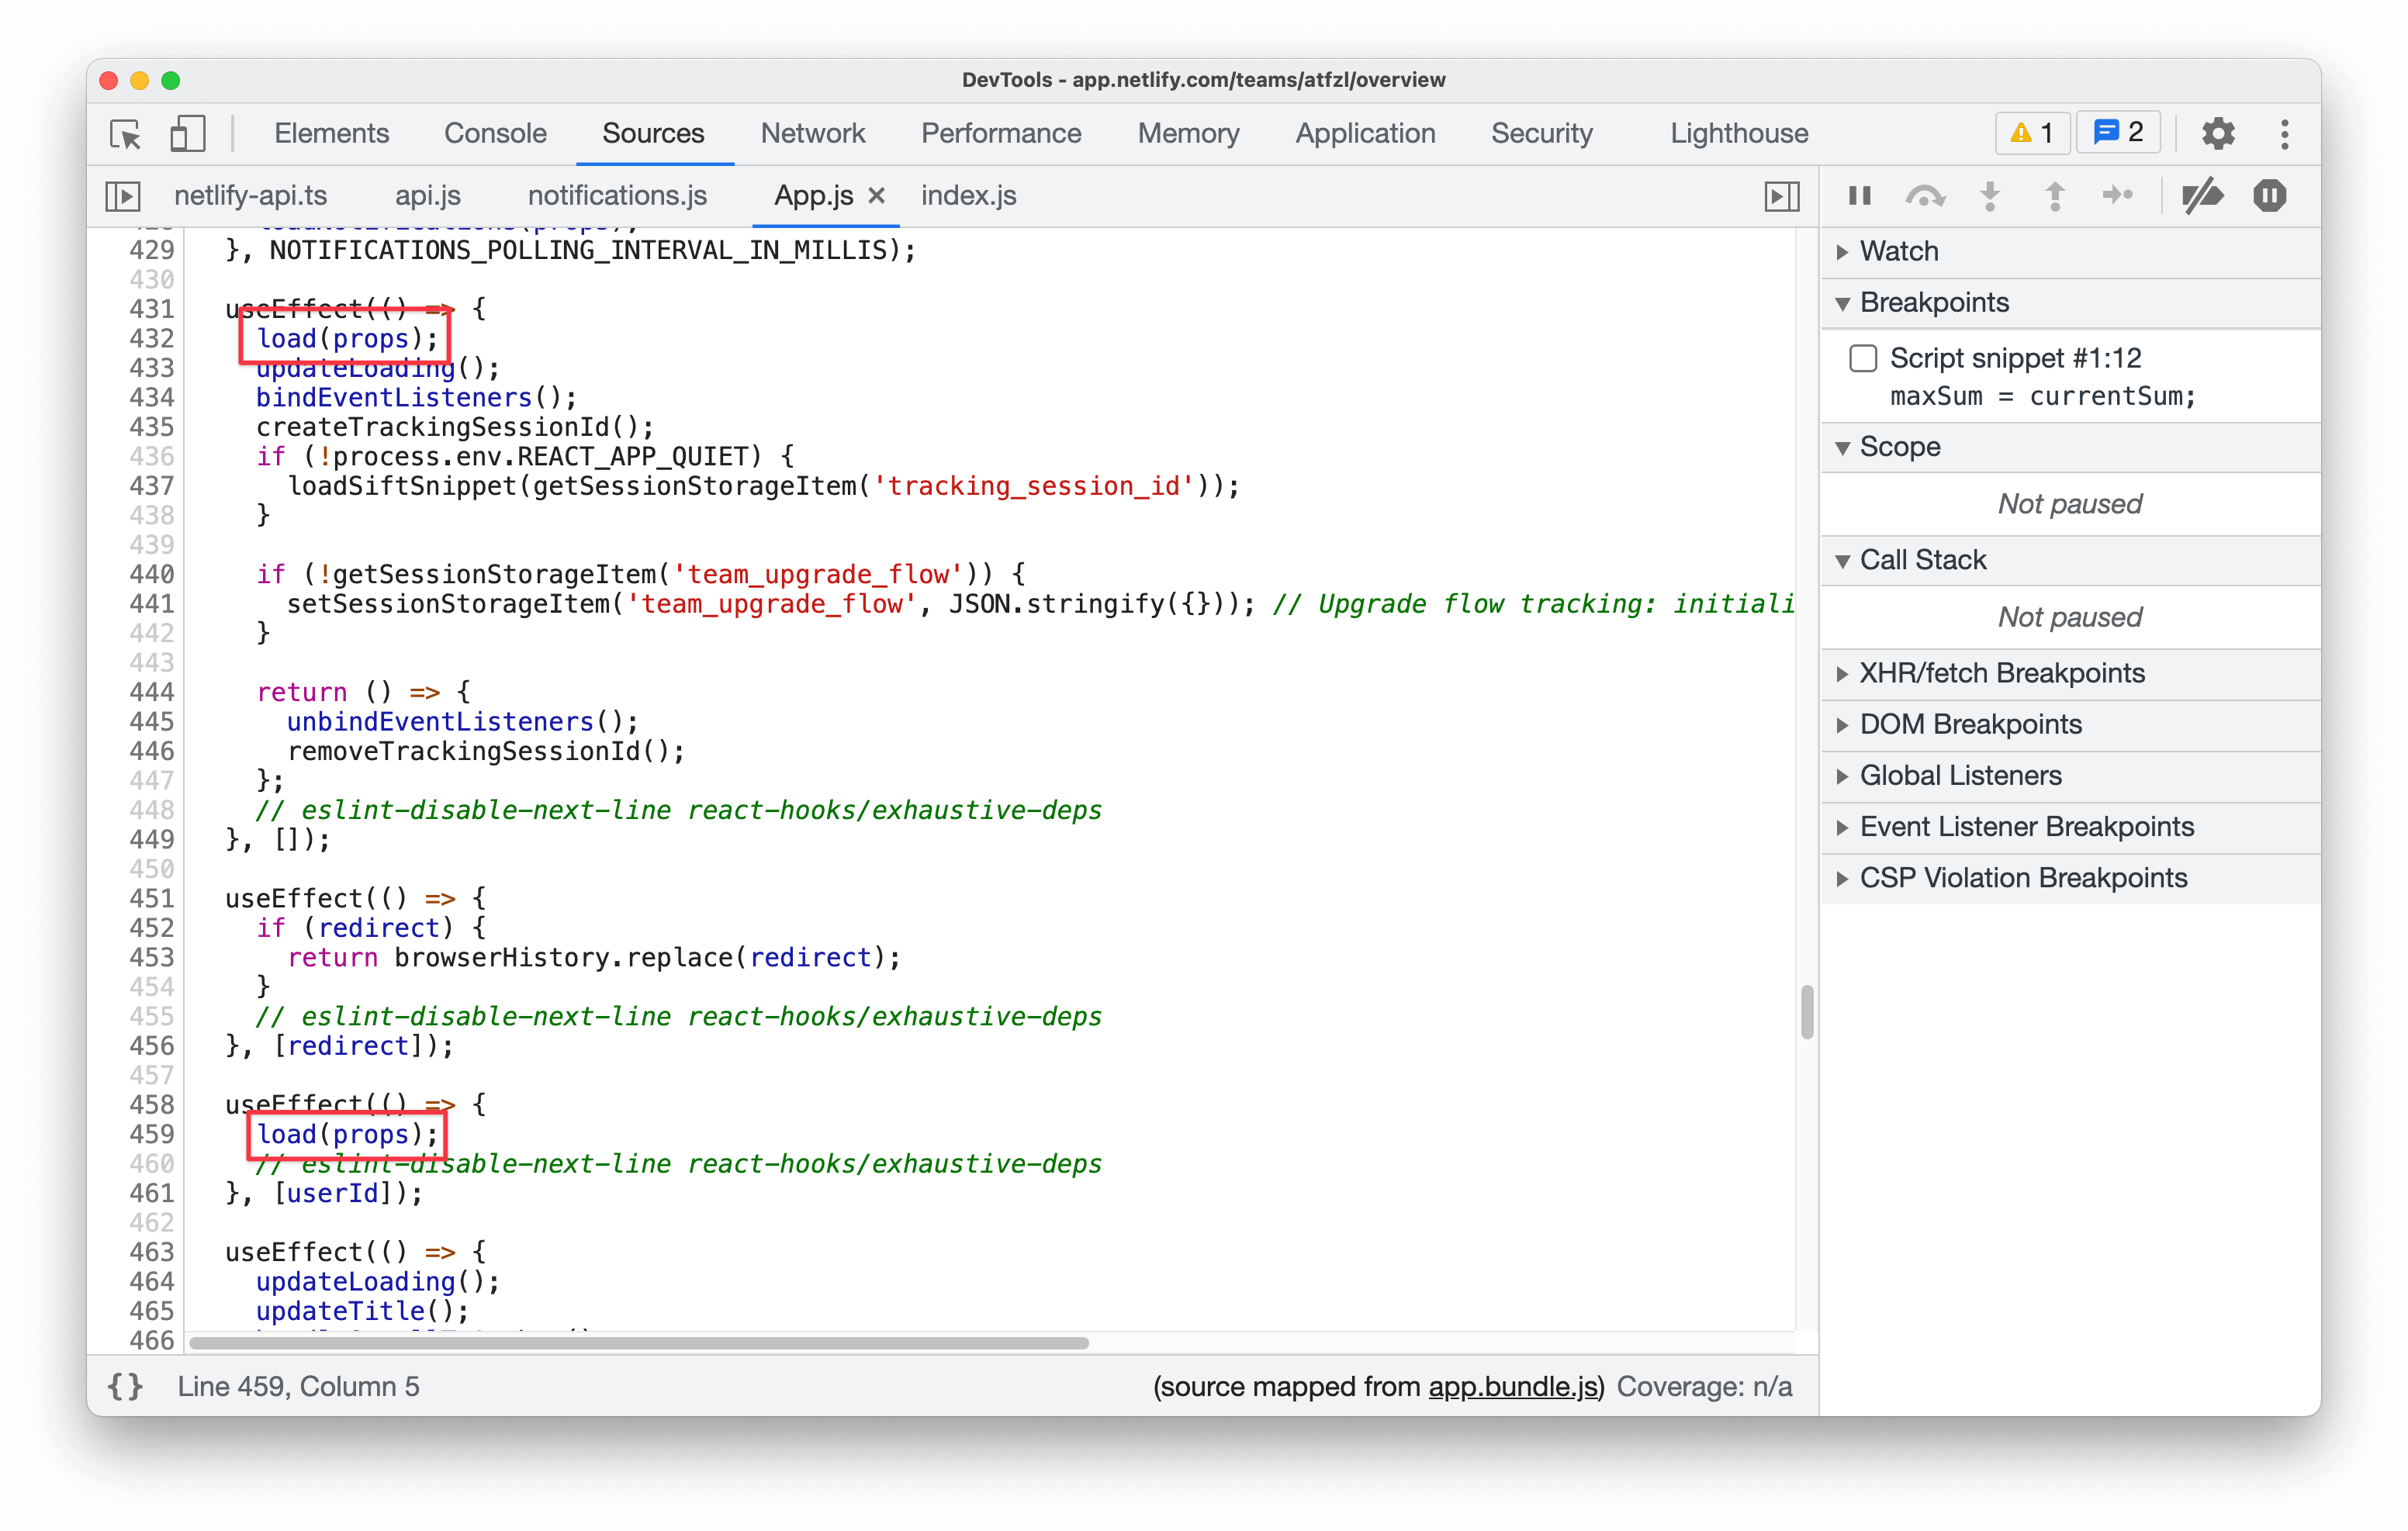 DevTools - app.netlify.com/teams/atfzl/overview
Elements Console Sources Network Performance Memory Application Security Lighthouse 1 2
netlify-api.ts api.js notifications.js App.js × index.js
429 }, NOTIFICATIONS_POLLING_INTERVAL_IN_MILLIS);
430
431 useEffect(() => {
432 load(props);
433 updateLoading();
434 bindEventListeners();
435 createTrackingSessionId();
436 if (!process.env.REACT_APP_QUIET) {
437 loadSiftSnippet(getSessionStorageItem('tracking_session_id'));
438 }
439
440 if (!getSessionStorageItem('team_upgrade_flow')) {
441 setSessionStorageItem('team_upgrade_flow', JSON.stringify({})); // Upgrade flow tracking: initiali
442 }
443
444 return () => {
445 unbindEventListeners();
446 removeTrackingSessionId();
447 };
448 // eslint-disable-next-line react-hooks/exhaustive-deps
449 }, []);
450
451 useEffect(() => {
452 if (redirect) {
453 return browserHistory.replace(redirect);
454 }
455 // eslint-disable-next-line react-hooks/exhaustive-deps
456 }, [redirect]);
457
458 useEffect(() => {
459 load(props);
460 // eslint-disable-next-line react-hooks/exhaustive-deps
461 }, [userId]);
462
463 useEffect(() => {
464 updateLoading();
465 updateTitle();
466
{} Line 459, Column 5 (source mapped from app.bundle.js) Coverage: n/a
Watch
Breakpoints
Script snippet #1:12
maxSum = currentSum;
Scope
Not paused
Call Stack
Not paused
XHR/fetch Breakpoints
DOM Breakpoints
Global Listeners
Event Listener Breakpoints
CSP Violation Breakpoints